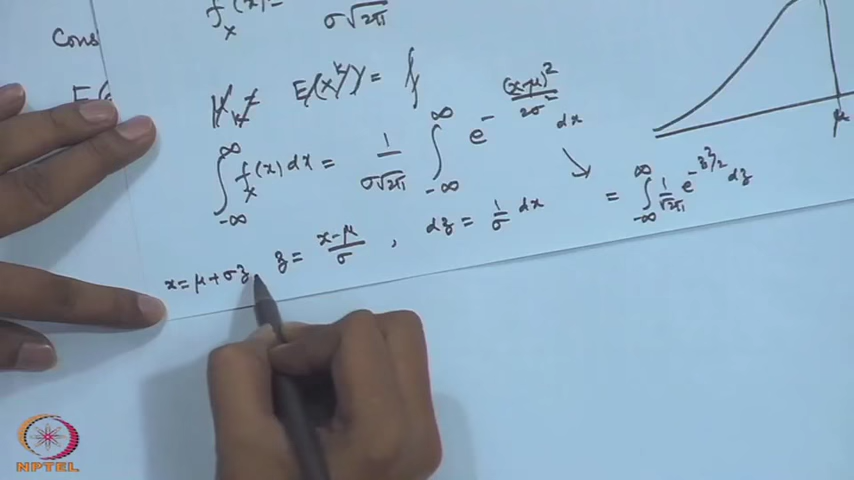 f_X(x) = / σ√2π
Cons
μ'_k = E(X^k) = ∫
∫_{-∞}^{∞} f_X(x) dx = 1/(σ√2π) ∫_{-∞}^{∞} e^{-(x-μ)²/2σ²} dx
= ∫_{-∞}^{∞} 1/√2π e^{-z²/2} dz
x = μ + σz z = (x-μ)/σ , dz = 1/σ dx
μ
NPTEL